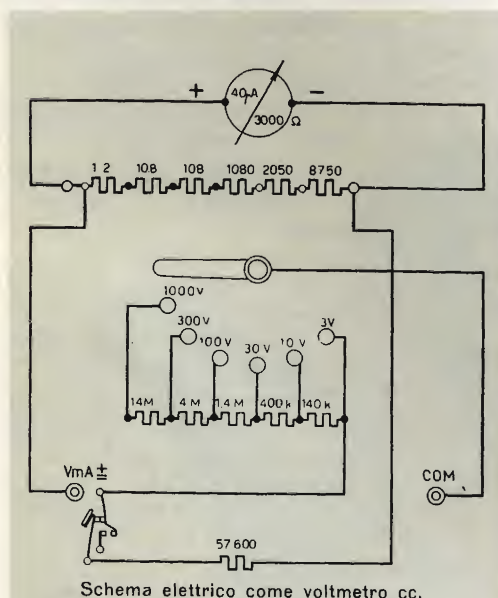 + 40µA -
3000 Ω
1 2 108 108 1080 2050 8750
1000V
300V
100V 30V 10V 3V
14M 4M 1,4M 400k 140k
VmA ± COM
57600
Schema elettrico come voltmetro cc.